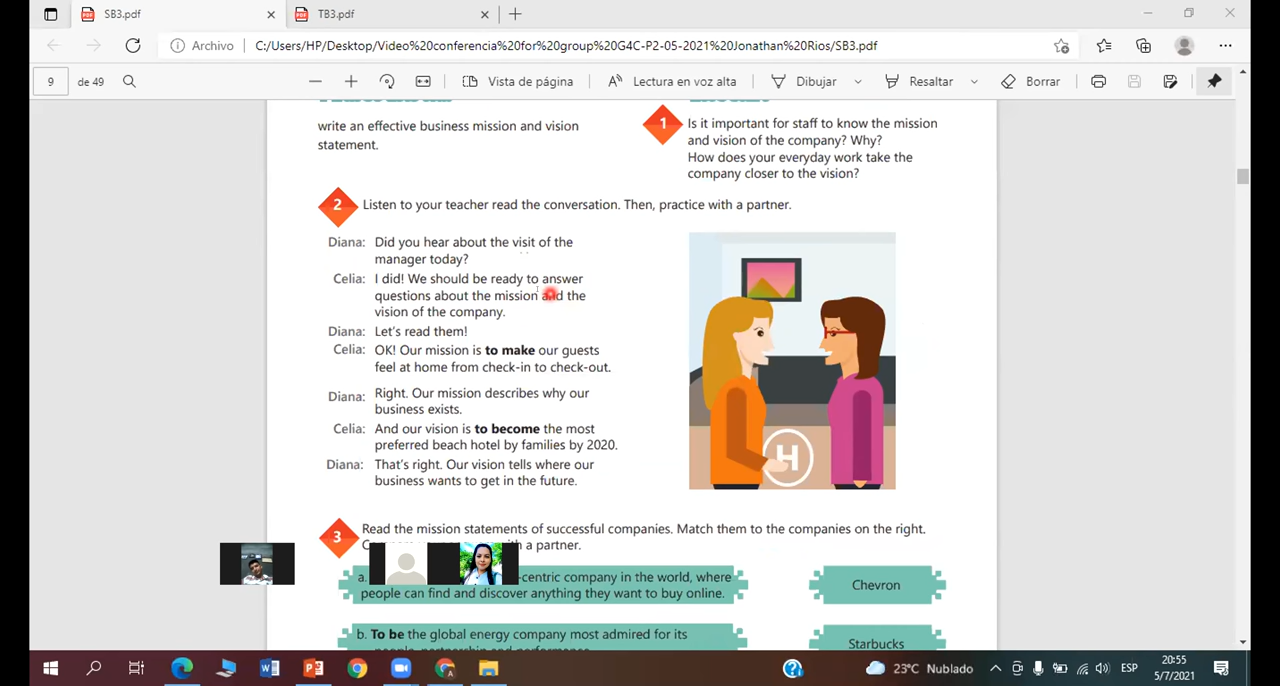 SB3.pdf
TB3.pdf
Archivo
C:/Users/HP/Desktop/Video%20conferencia%20for%20group%20G4C-P2-05-2021%20Jonathan%20Rios/SB3.pdf
9
de 49
Vista de página
Lectura en voz alta
Dibujar
Resaltar
Borrar
write an effective business mission and vision
statement.
1
Is it important for staff to know the mission
and vision of the company? Why?
How does your everyday work take the
company closer to the vision?
2
Listen to your teacher read the conversation. Then, practice with a partner.
Diana: Did you hear about the visit of the
manager today?
Celia: I did! We should be ready to answer
questions about the mission and the
vision of the company.
Diana: Let's read them!
Celia: OK! Our mission is to make our guests
feel at home from check-in to check-out.
Diana: Right. Our mission describes why our
business exists.
Celia: And our vision is to become the most
preferred beach hotel by families by 2020.
Diana: That's right. Our vision tells where our
business wants to get in the future.
H
3
Read the mission statements of successful companies. Match them to the companies on the right.
with a partner.
a. -centric company in the world, where
people can find and discover anything they want to buy online.
Chevron
b. To be the global energy company most admired for its
people, partnership and performance.
Starbucks
23°C Nublado
ESP
20:55
5/7/2021